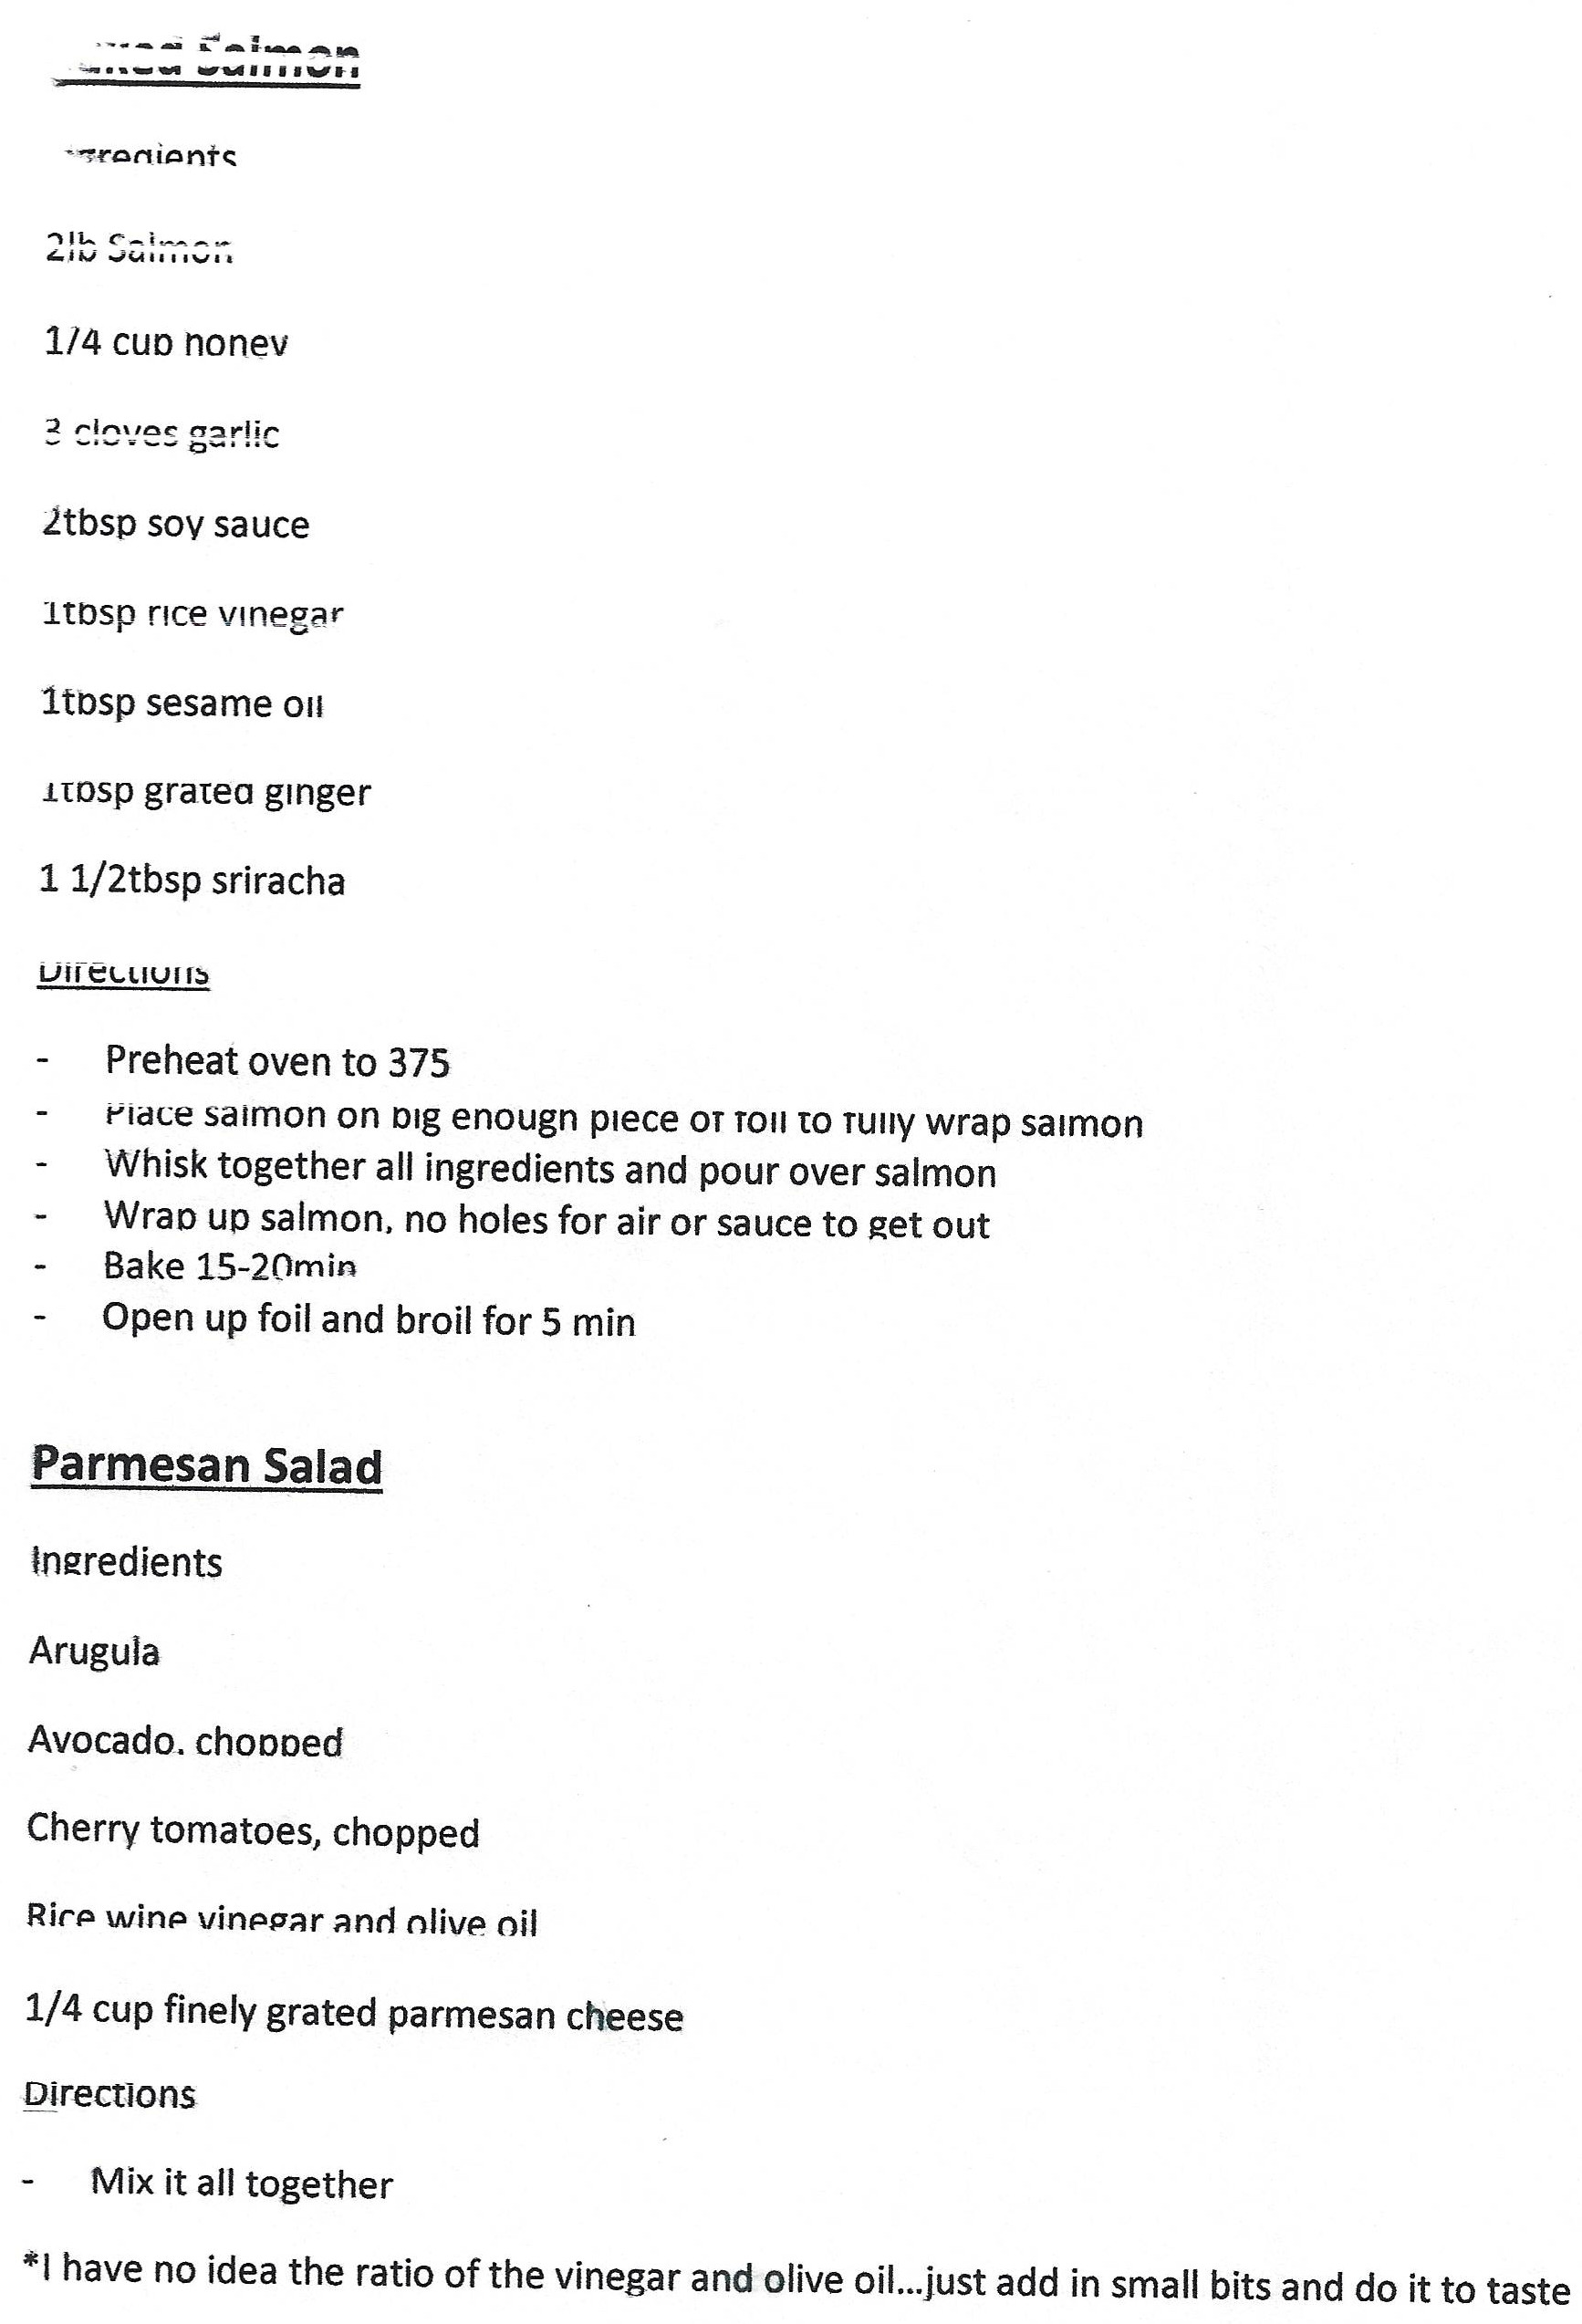 Baked Salmon
Ingredients
2lb Salmon
1/4 cup honey
3 cloves garlic
2tbsp soy sauce
1tbsp rice vinegar
1tbsp sesame oil
1tbsp grated ginger
1 1/2tbsp sriracha
Directions
- Preheat oven to 375
- Place salmon on big enough piece of foil to fully wrap salmon
- Whisk together all ingredients and pour over salmon
- Wrap up salmon, no holes for air or sauce to get out
- Bake 15-20min
- Open up foil and broil for 5 min
Parmesan Salad
Ingredients
Arugula
Avocado, chopped
Cherry tomatoes, chopped
Rice wine vinegar and olive oil
1/4 cup finely grated parmesan cheese
Directions
- Mix it all together
*I have no idea the ratio of the vinegar and olive oil...just add in small bits and do it to taste